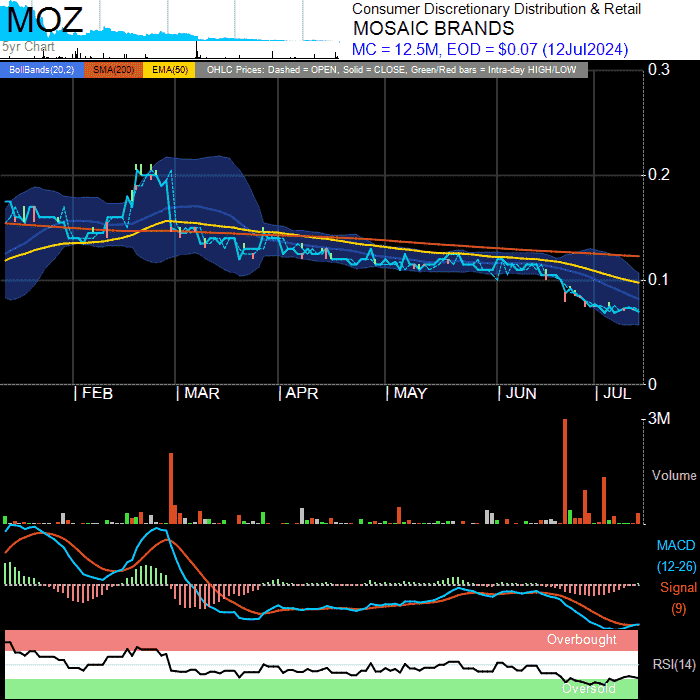 MOZ
5yr Chart
Consumer Discretionary Distribution & Retail
MOSAIC BRANDS
MC = 12.5M, EOD = $0.07 (12Jul2024)
BollBands(20,2) SMA(200) EMA(50) OHLC Prices: Dashed = OPEN, Solid = CLOSE, Green/Red bars = Intra-day HIGH/LOW
0.3
0.2
0.1
0
| FEB | MAR | APR | MAY | JUN | JUL
3M
Volume
MACD
(12-26)
Signal
(9)
Overbought
RSI(14)
Oversold